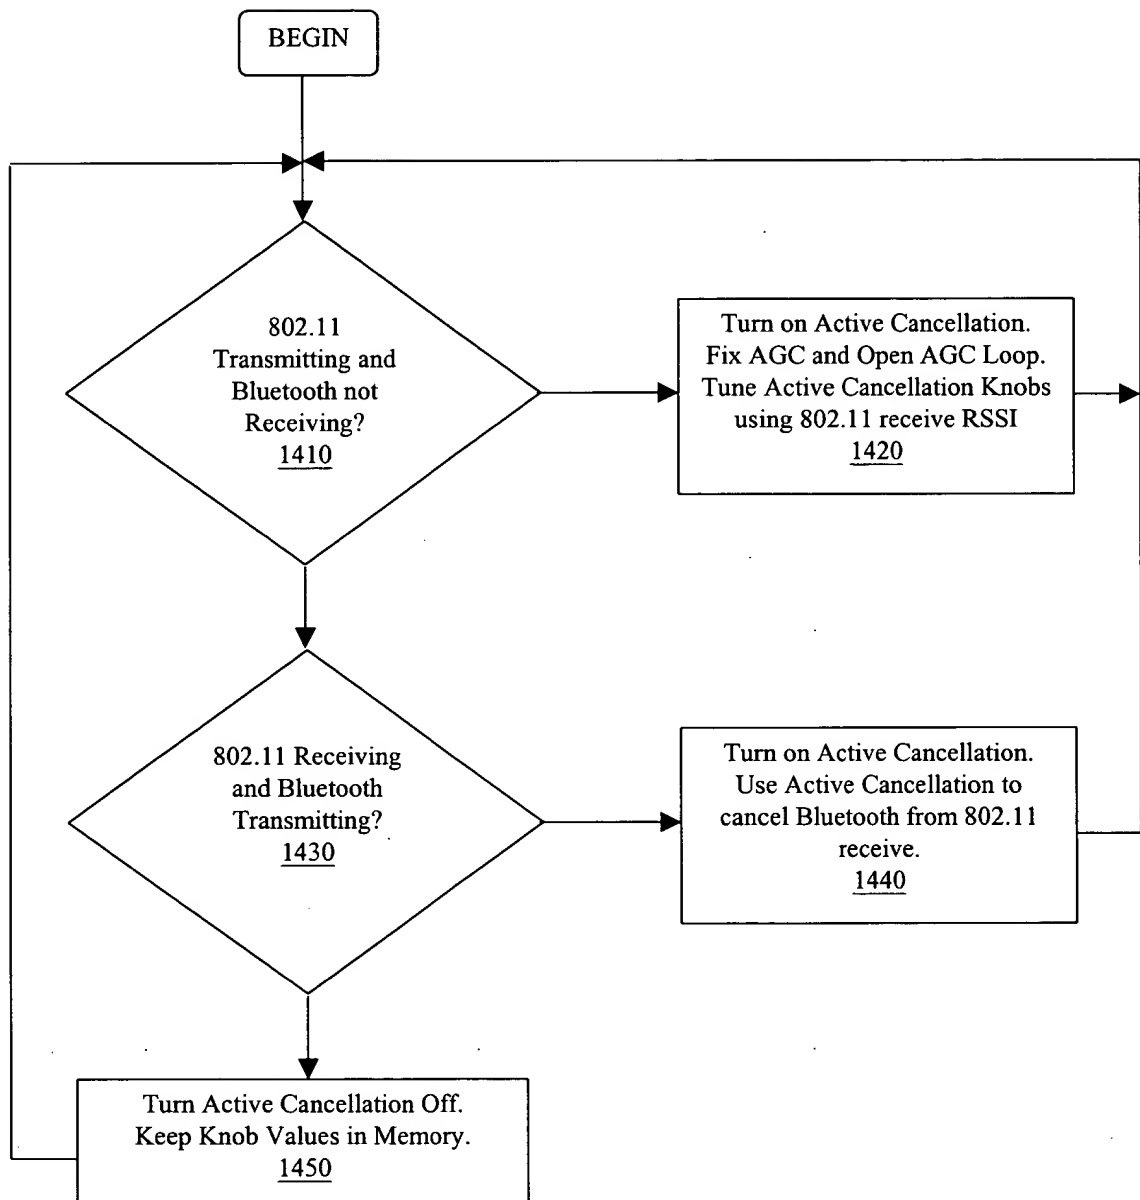 BEGIN
802.11
Transmitting and
Bluetooth not
Receiving?
1410
Turn on Active Cancellation.
Fix AGC and Open AGC Loop.
Tune Active Cancellation Knobs
using 802.11 receive RSSI
1420
802.11 Receiving
and Bluetooth
Transmitting?
1430
Turn on Active Cancellation.
Use Active Cancellation to
cancel Bluetooth from 802.11
receive.
1440
Turn Active Cancellation Off.
Keep Knob Values in Memory.
1450